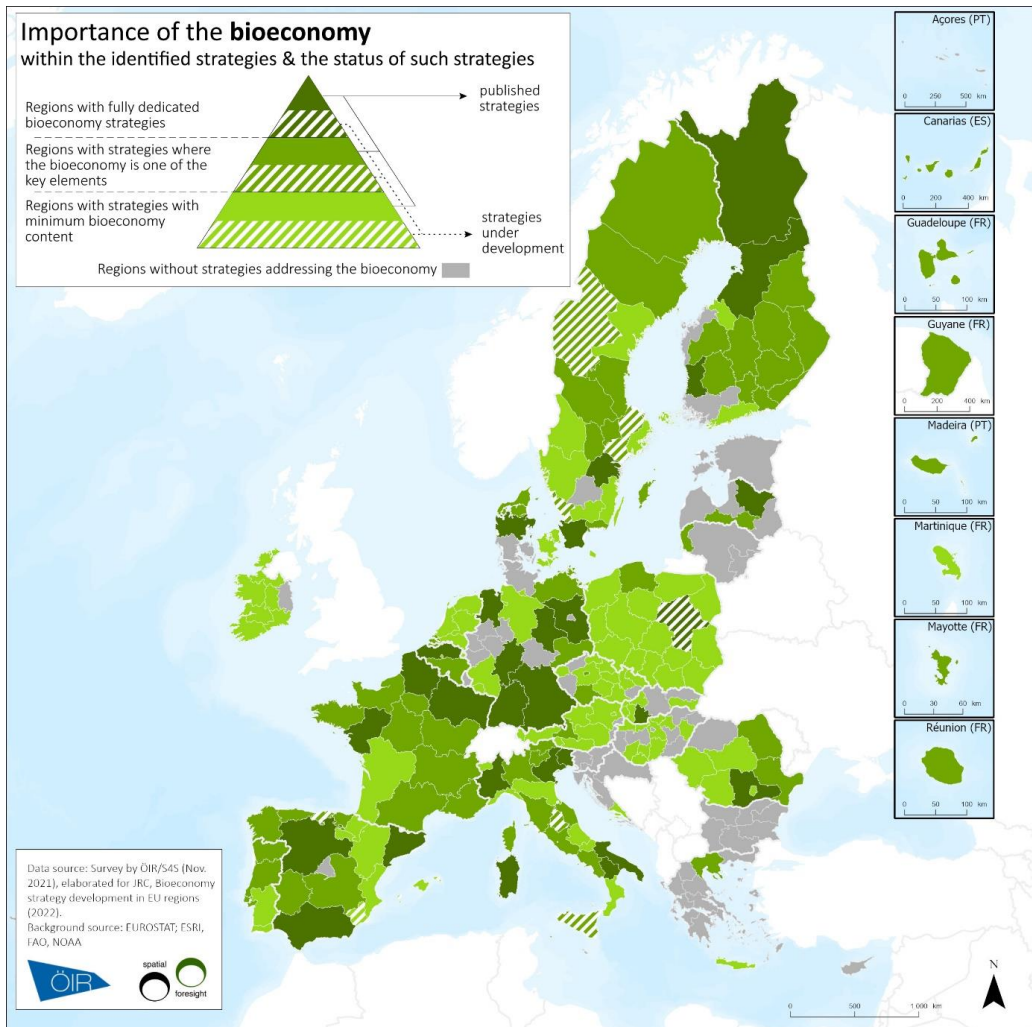 Importance of the bioeconomy
within the identified strategies & the status of such strategies
Regions with fully dedicated
bioeconomy strategies
published
strategies
Regions with strategies where
the bioeconomy is one of the
key elements
Regions with strategies with
minimum bioeconomy
content
strategies
under
development
Regions without strategies addressing the bioeconomy
Açores (PT)
0 250 500 km
Canarias (ES)
0 200 400 km
Guadeloupe (FR)
0 50 100 km
Guyane (FR)
0 200 400 km
Madeira (PT)
0 50 100 km
Martinique (FR)
0 50 100 km
Mayotte (FR)
0 30 60 km
Réunion (FR)
0 50 100 km
Data source: Survey by ÖIR/S4S (Nov.
2021), elaborated for JRC, Bioeconomy
strategy development in EU regions
(2022).
Background source: EUROSTAT; ESRI,
FAO, NOAA
ÖIR
spatial
foresight
N
0 500 1 000 km